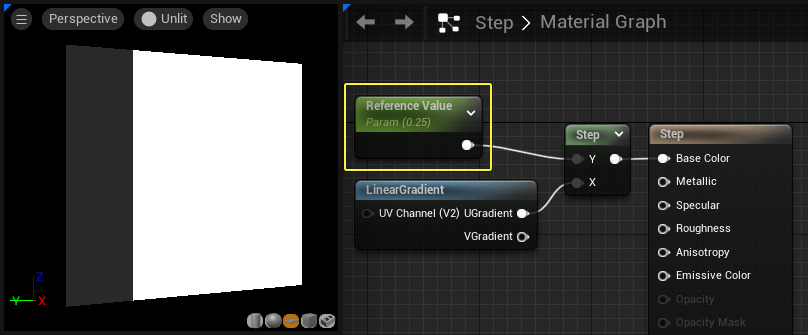 Perspective
Unlit
Show
Step > Material Graph
Reference Value
Param (0.25)
Step
Y
X
LinearGradient
UV Channel (V2) UGradient
VGradient
Step
Base Color
Metallic
Specular
Roughness
Anisotropy
Emissive Color
Opacity
Opacity Mask
Z
Y
X